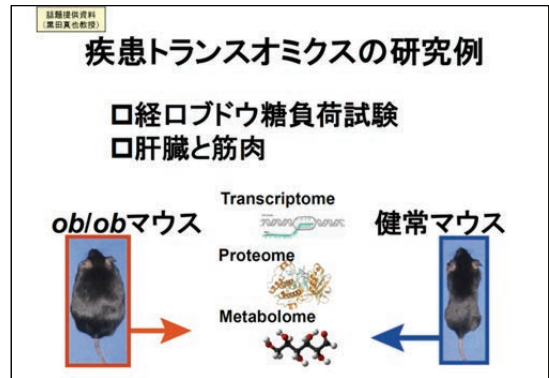 話題提供資料
(黒田真也教授)
疾患トランスオミクスの研究例
□経口ブドウ糖負荷試験
□肝臓と筋肉
Transcriptome
ob/obマウス
健常マウス
Proteome
Metabolome